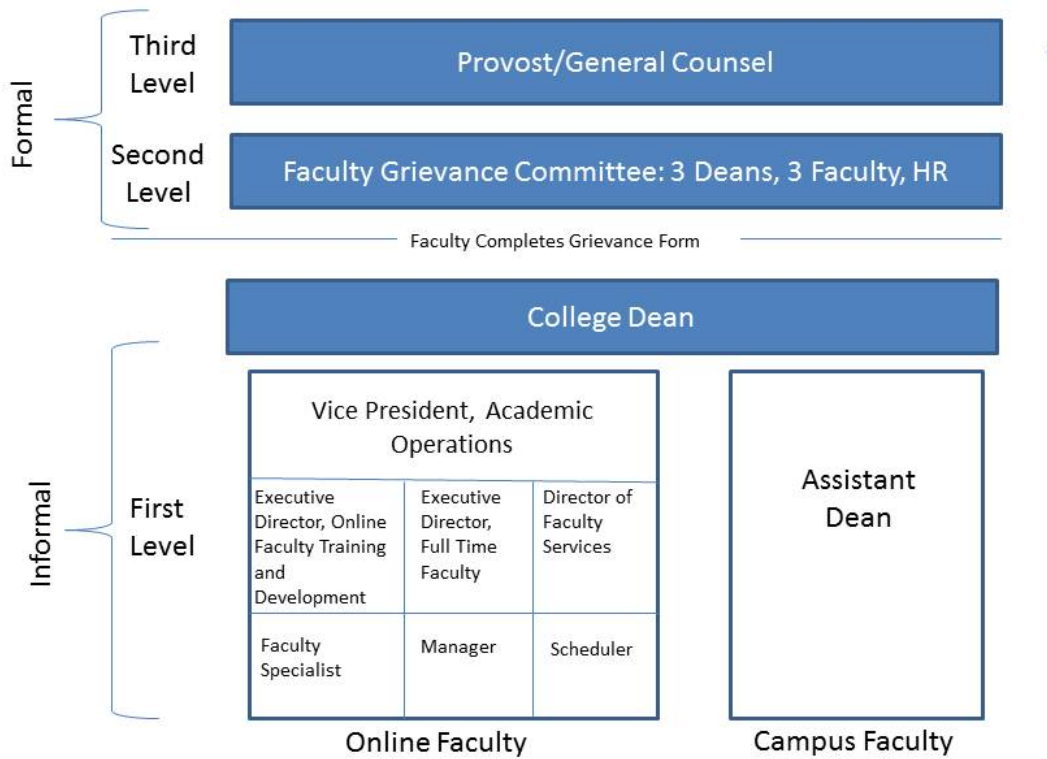 Formal
Third
Level
Provost/General Counsel
Second
Level
Faculty Grievance Committee: 3 Deans, 3 Faculty, HR
Faculty Completes Grievance Form
College Dean
Informal
First
Level
Vice President, Academic
Operations
Executive
Director, Online
Faculty Training
and
Development
Executive
Director,
Full Time
Faculty
Director of
Faculty
Services
Faculty
Specialist
Manager
Scheduler
Assistant
Dean
Online Faculty
Campus Faculty